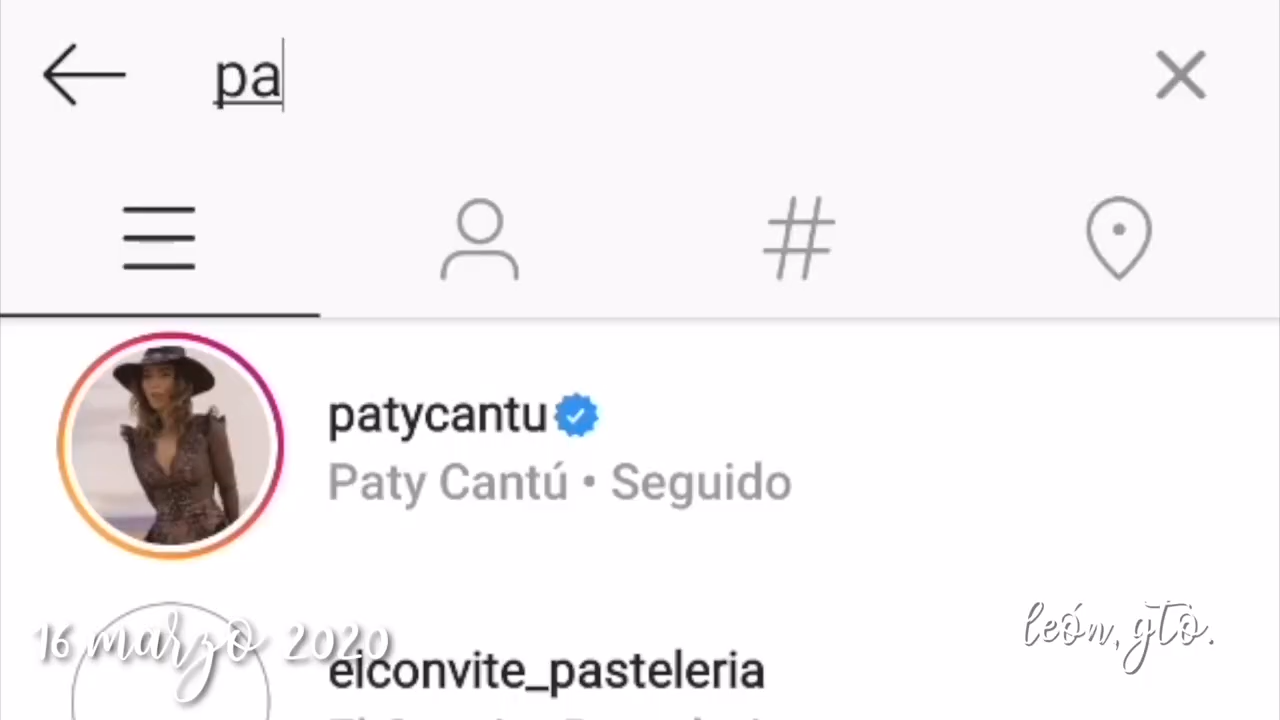 pa
patycantu
Paty Cantú • Seguido
16 marzo 2020
león, gto.
elconvite_pasteleria